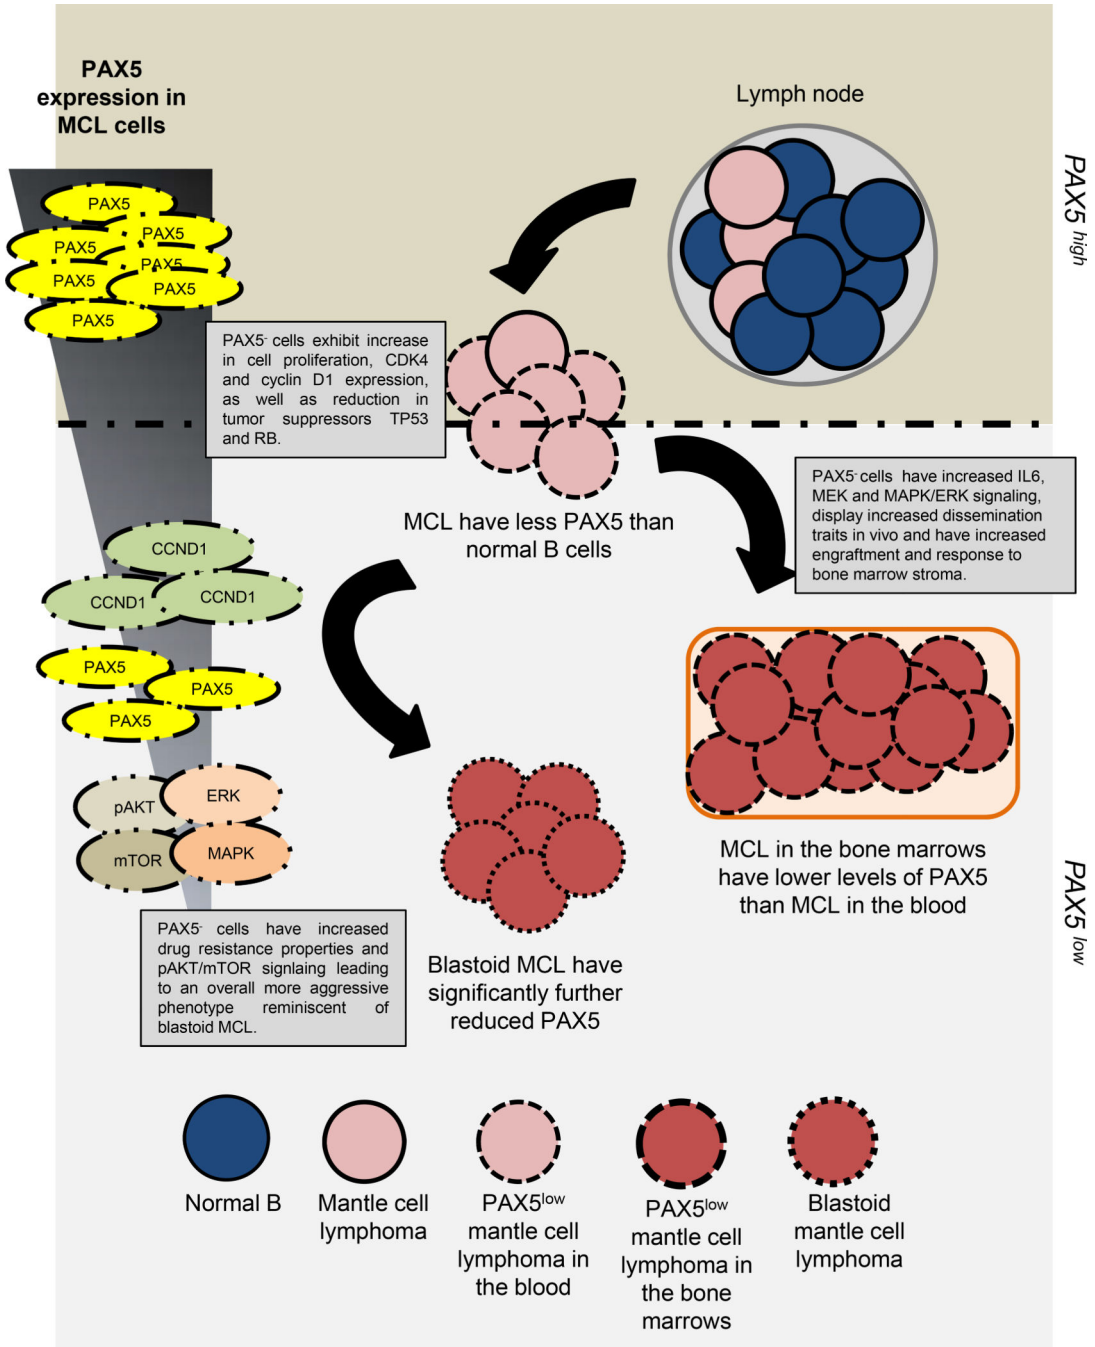 PAX5
expression in
MCL cells
Lymph node
PAX5 high
PAX5
PAX5
PAX5
PAX5
PAX5
PAX5
PAX5
PAX5- cells exhibit increase
in cell proliferation, CDK4
and cyclin D1 expression,
as well as reduction in
tumor suppressors TP53
and RB.
MCL have less PAX5 than
normal B cells
PAX5- cells have increased IL6,
MEK and MAPK/ERK signaling,
display increased dissemination
traits in vivo and have increased
engraftment and response to
bone marrow stroma.
CCND1
CCND1
CCND1
PAX5
PAX5
PAX5
pAKT
ERK
mTOR
MAPK
MCL in the bone marrows
have lower levels of PAX5
than MCL in the blood
PAX5 low
PAX5- cells have increased
drug resistance properties and
pAKT/mTOR signlaing leading
to an overall more aggressive
phenotype reminiscent of
blastoid MCL.
Blastoid MCL have
significantly further
reduced PAX5
Normal B
Mantle cell
lymphoma
PAX5low
mantle cell
lymphoma in
the blood
PAX5low
mantle cell
lymphoma in
the bone
marrows
Blastoid
mantle cell
lymphoma